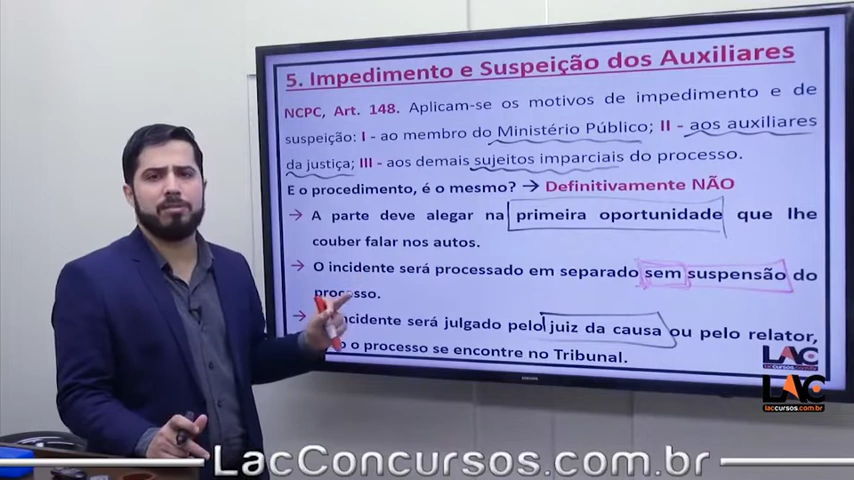 5. Impedimento e Suspeição dos Auxiliares
NCPC, Art. 148. Aplicam-se os motivos de impedimento e de
suspeição: I - ao membro do Ministério Público; II - aos auxiliares
da justiça; III - aos demais sujeitos imparciais do processo.
E o procedimento, é o mesmo? → Definitivamente NÃO
→ A parte deve alegar na primeira oportunidade que lhe
couber falar nos autos.
→ O incidente será processado em separado sem suspensão do
processo.
→ incidente será julgado pelo juiz da causa ou pelo relator,
o processo se encontre no Tribunal.
LAC
laccursos.com.br
LAC
laccursos.com.br
LacConcursos.com.br